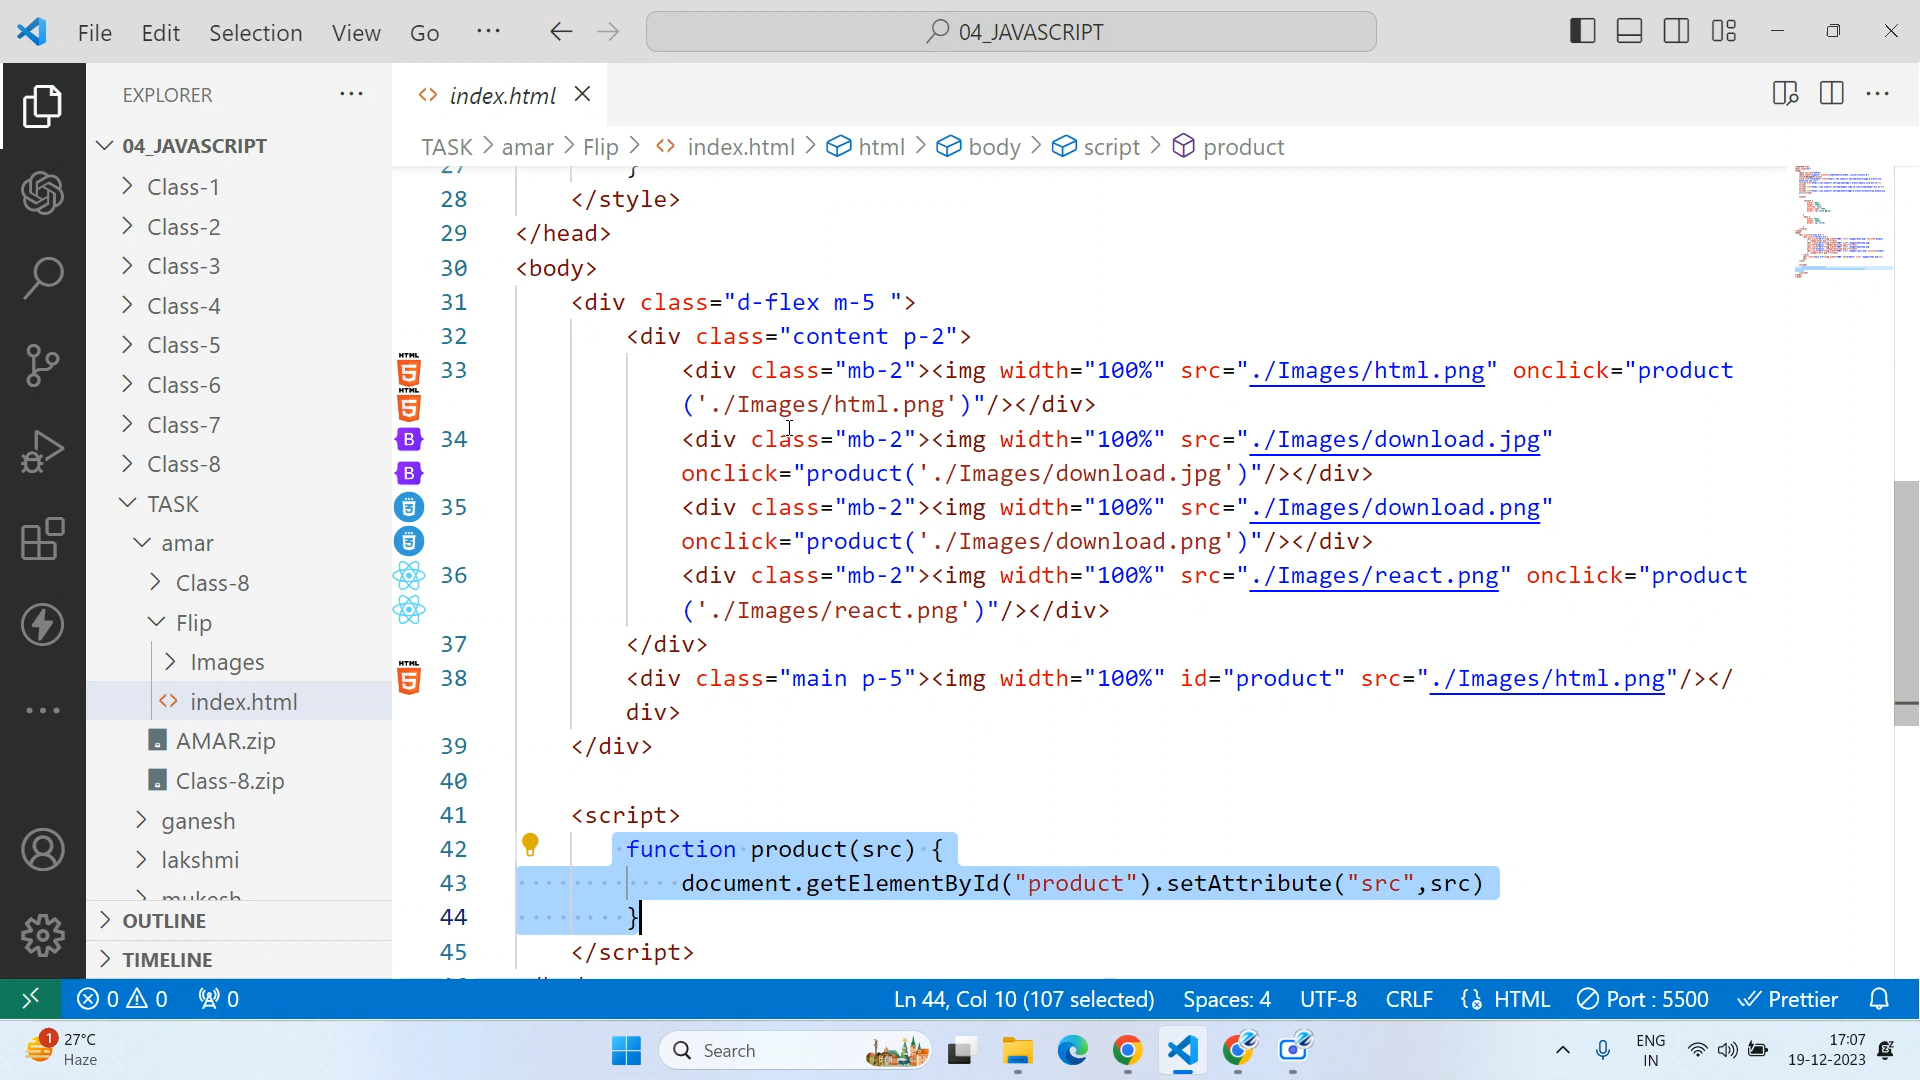 File Edit Selection View Go ··· 04_JAVASCRIPT
EXPLORER ···
index.html
TASK > amar > Flip > index.html > html > body > script > product
04_JAVASCRIPT
Class-1
Class-2
Class-3
Class-4
Class-5
Class-6
Class-7
Class-8
TASK
amar
Class-8
Flip
Images
index.html
AMAR.zip
Class-8.zip
ganesh
lakshmi
mukesh
OUTLINE
TIMELINE
27 }
28 </style>
29 </head>
30 <body>
31 <div class="d-flex m-5 ">
32 <div class="content p-2">
33 <div class="mb-2"><img width="100%" src="./Images/html.png" onclick="product
('./Images/html.png')"/></div>
34 <div class="mb-2"><img width="100%" src="./Images/download.jpg"
onclick="product('./Images/download.jpg')"/></div>
35 <div class="mb-2"><img width="100%" src="./Images/download.png"
onclick="product('./Images/download.png')"/></div>
36 <div class="mb-2"><img width="100%" src="./Images/react.png" onclick="product
('./Images/react.png')"/></div>
37 </div>
38 <div class="main p-5"><img width="100%" id="product" src="./Images/html.png"/></
div>
39 </div>
40
41 <script>
42 function product(src) {
43 document.getElementById("product").setAttribute("src",src)
44 }
45 </script>
0 0 0 Ln 44, Col 10 (107 selected) Spaces: 4 UTF-8 CRLF HTML Port : 5500 Prettier
1 27°C
Haze
Search
ENG
IN
17:07
19-12-2023